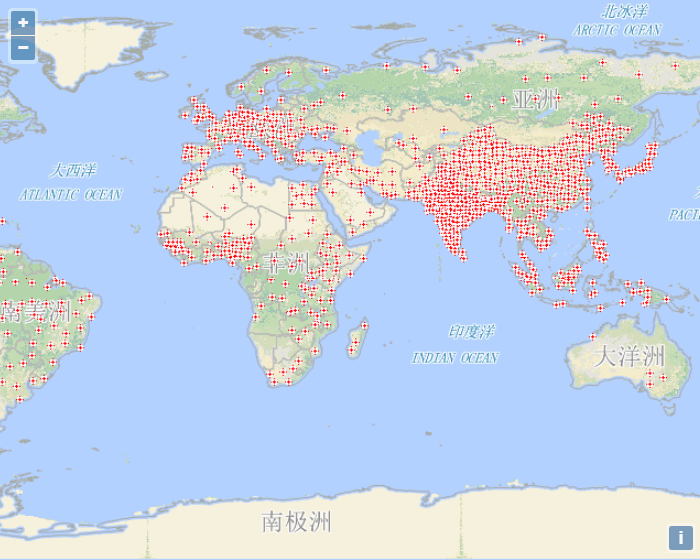 +
−
北冰洋
ARCTIC OCEAN
亚洲
大西洋
ATLANTIC OCEAN
PACI
非洲
南美洲
印度洋
INDIAN OCEAN
大洋洲
南极洲
i